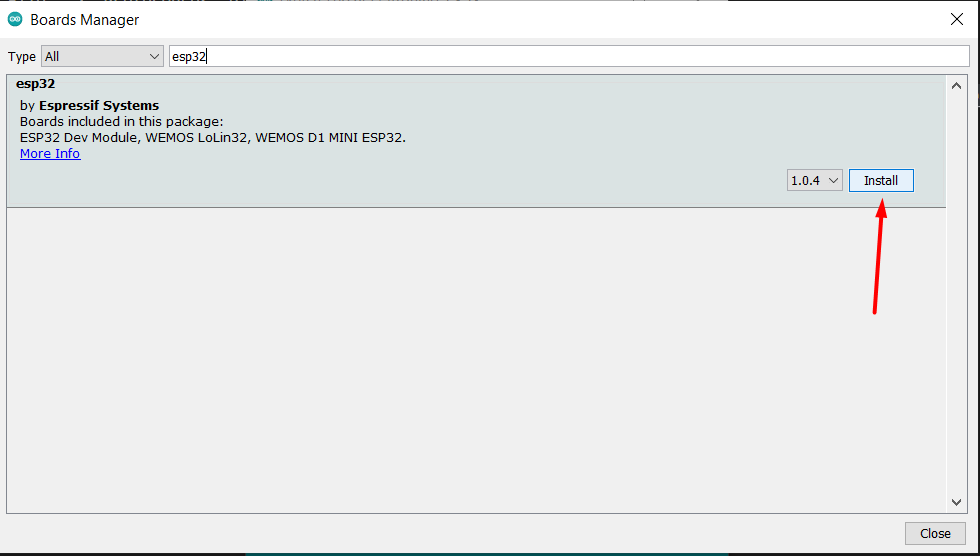 Boards Manager
Type All esp32
esp32
by Espressif Systems
Boards included in this package:
ESP32 Dev Module, WEMOS LoLin32, WEMOS D1 MINI ESP32.
More Info
1.0.4 Install
Close